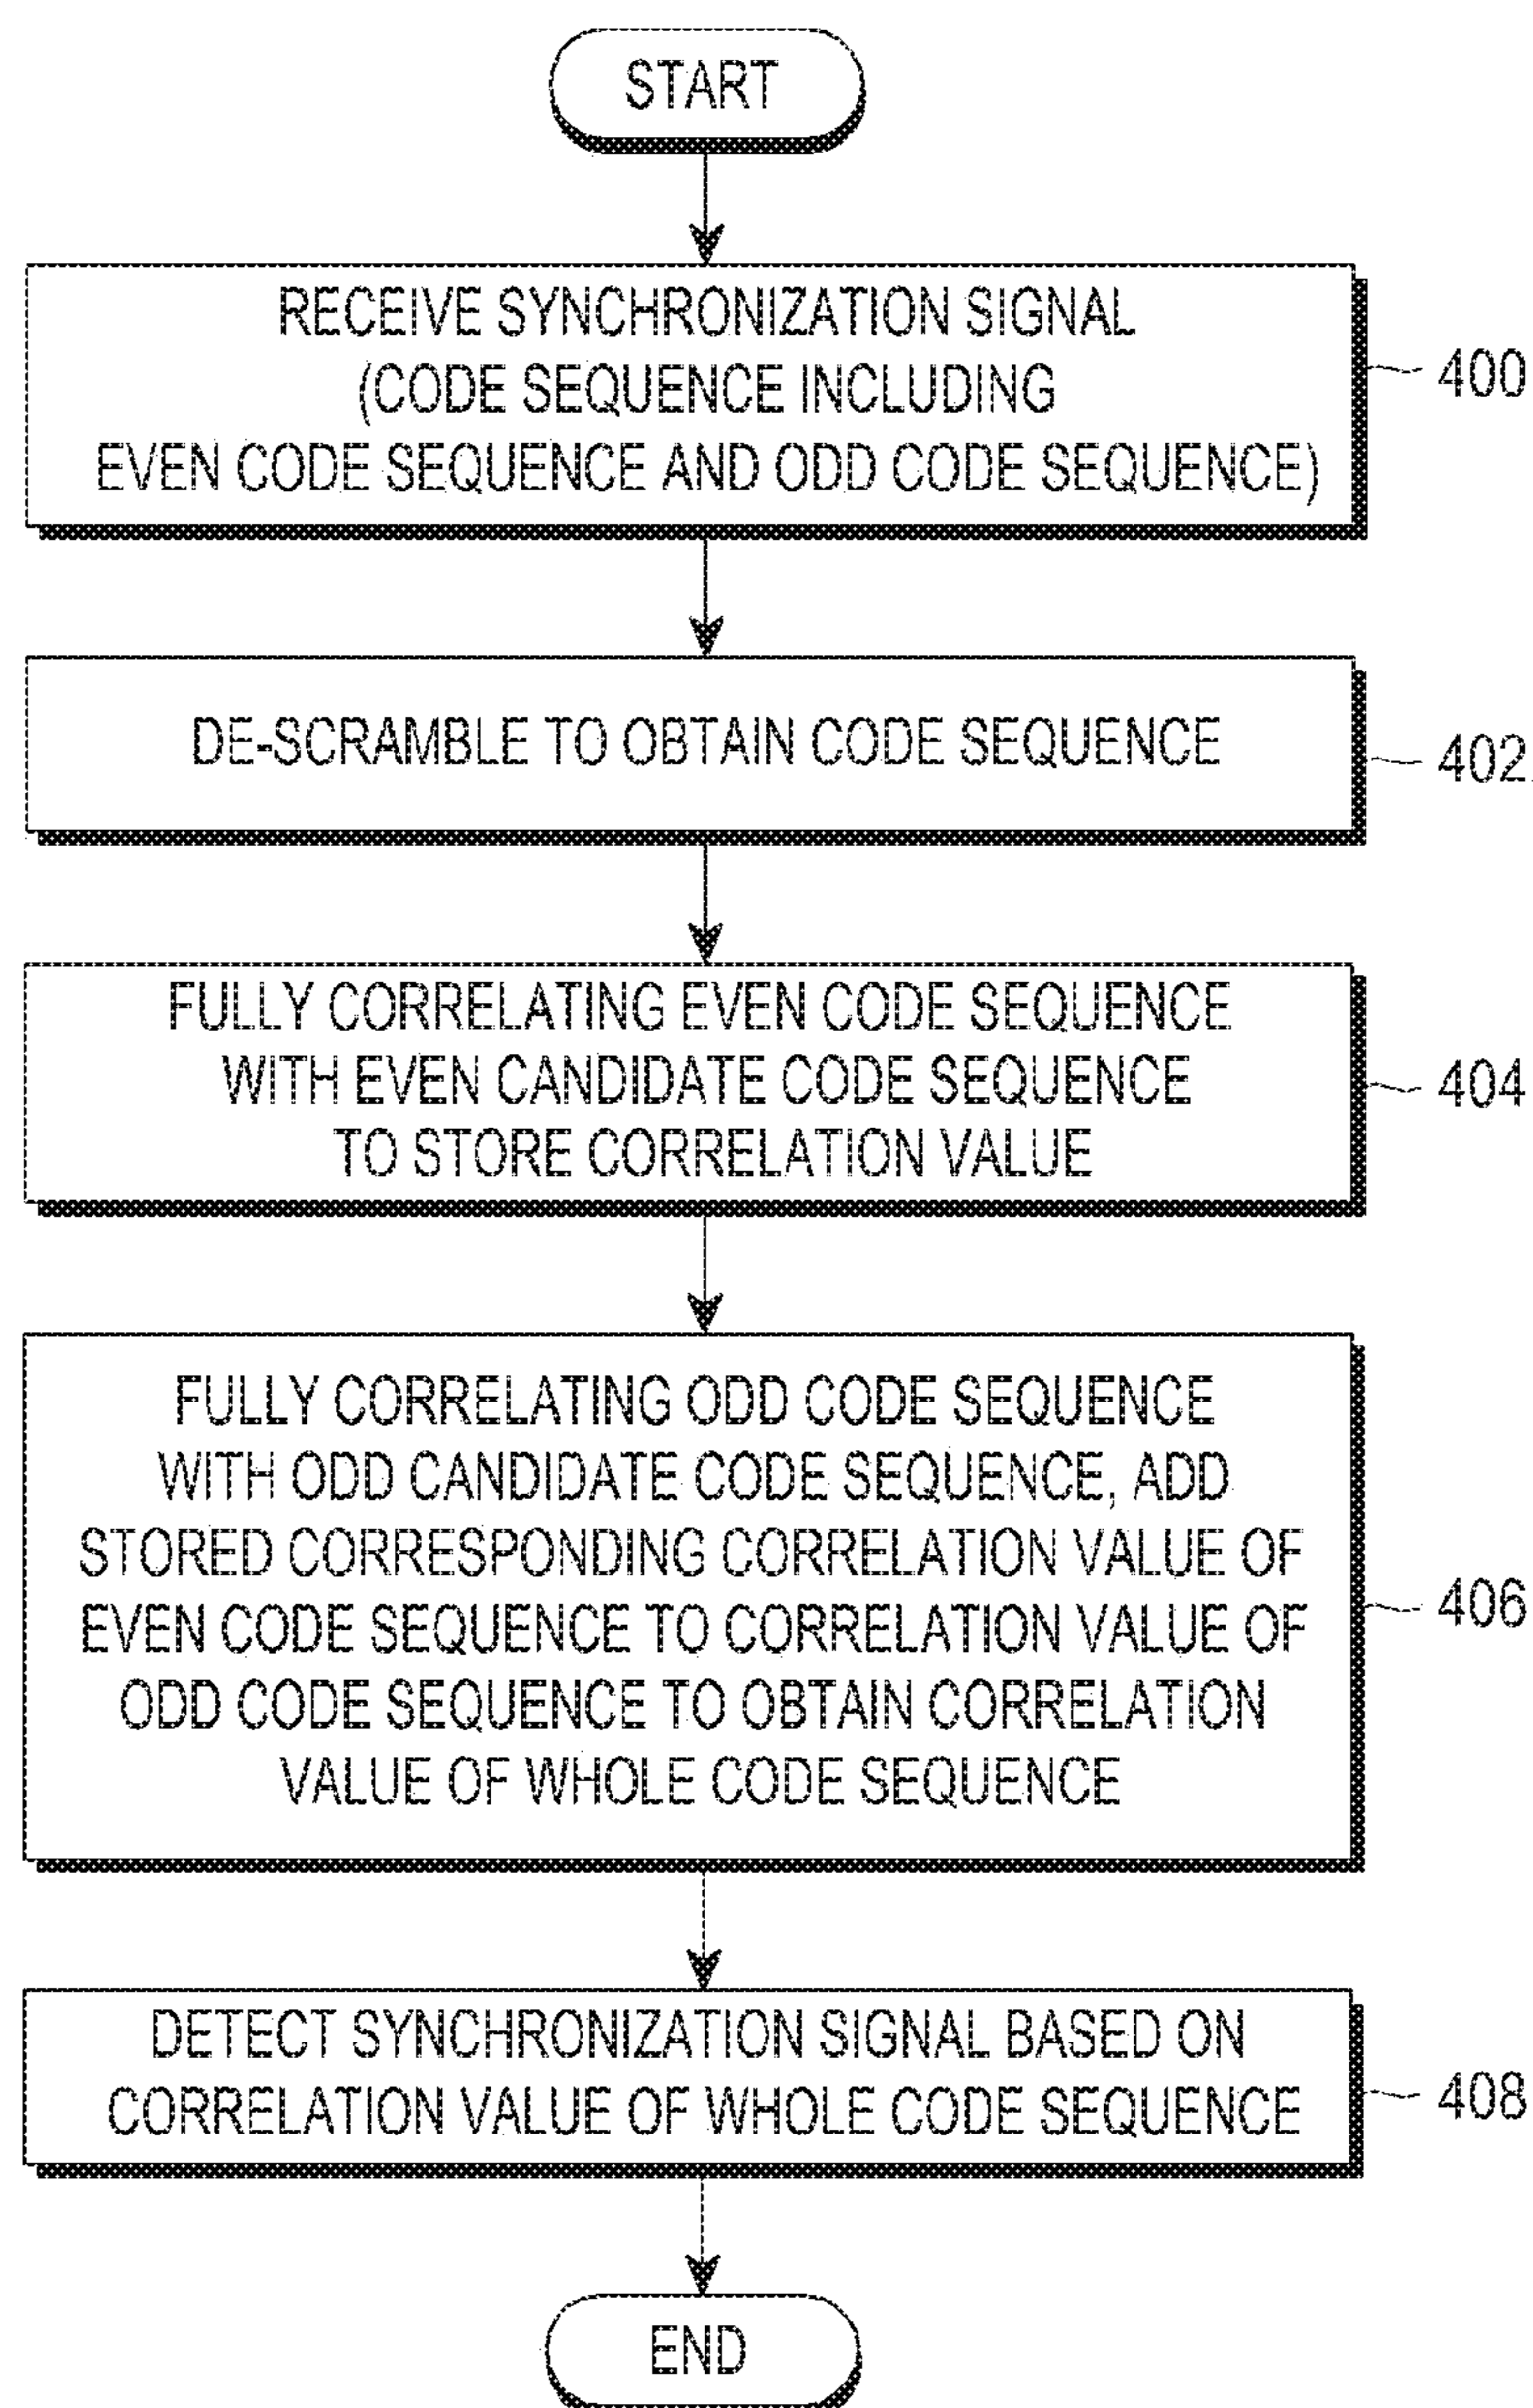 START
RECEIVE SYNCHRONIZATION SIGNAL
(CODE SEQUENCE INCLUDING
EVEN CODE SEQUENCE AND ODD CODE SEQUENCE)
400
DE-SCRAMBLE TO OBTAIN CODE SEQUENCE
402
FULLY CORRELATING EVEN CODE SEQUENCE
WITH EVEN CANDIDATE CODE SEQUENCE
TO STORE CORRELATION VALUE
404
FULLY CORRELATING ODD CODE SEQUENCE
WITH ODD CANDIDATE CODE SEQUENCE, ADD
STORED CORRESPONDING CORRELATION VALUE OF
EVEN CODE SEQUENCE TO CORRELATION VALUE OF
ODD CODE SEQUENCE TO OBTAIN CORRELATION
VALUE OF WHOLE CODE SEQUENCE
406
DETECT SYNCHRONIZATION SIGNAL BASED ON
CORRELATION VALUE OF WHOLE CODE SEQUENCE
408
END